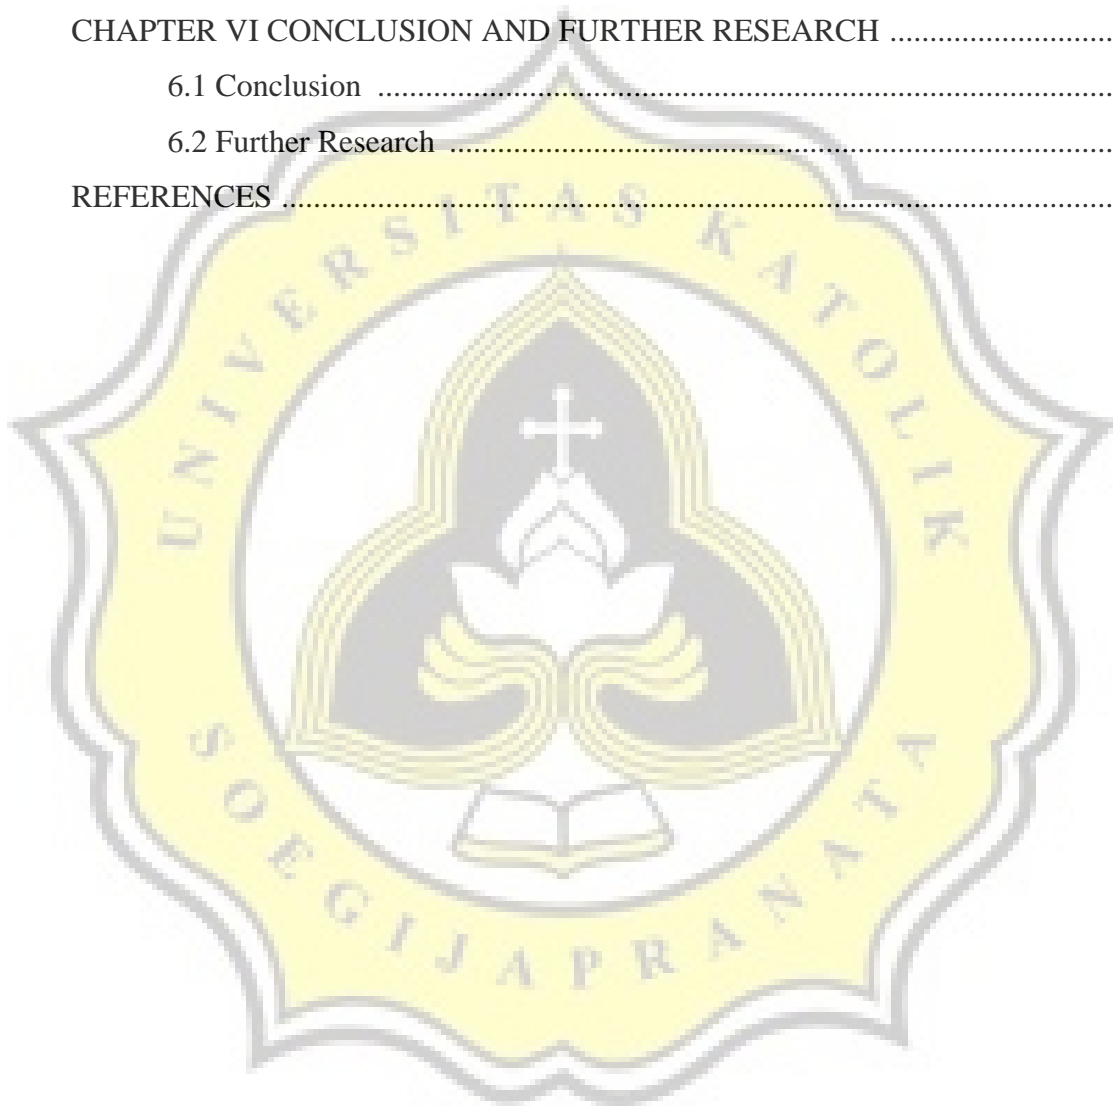 CHAPTER VI CONCLUSION AND FURTHER RESEARCH ............................
6.1 Conclusion ...............................................................................................
6.2 Further Research ......................................................................................
REFERENCES ..........................................................................................................
UNIVERSITAS KATOLIK
SOEGIJAPRANATA